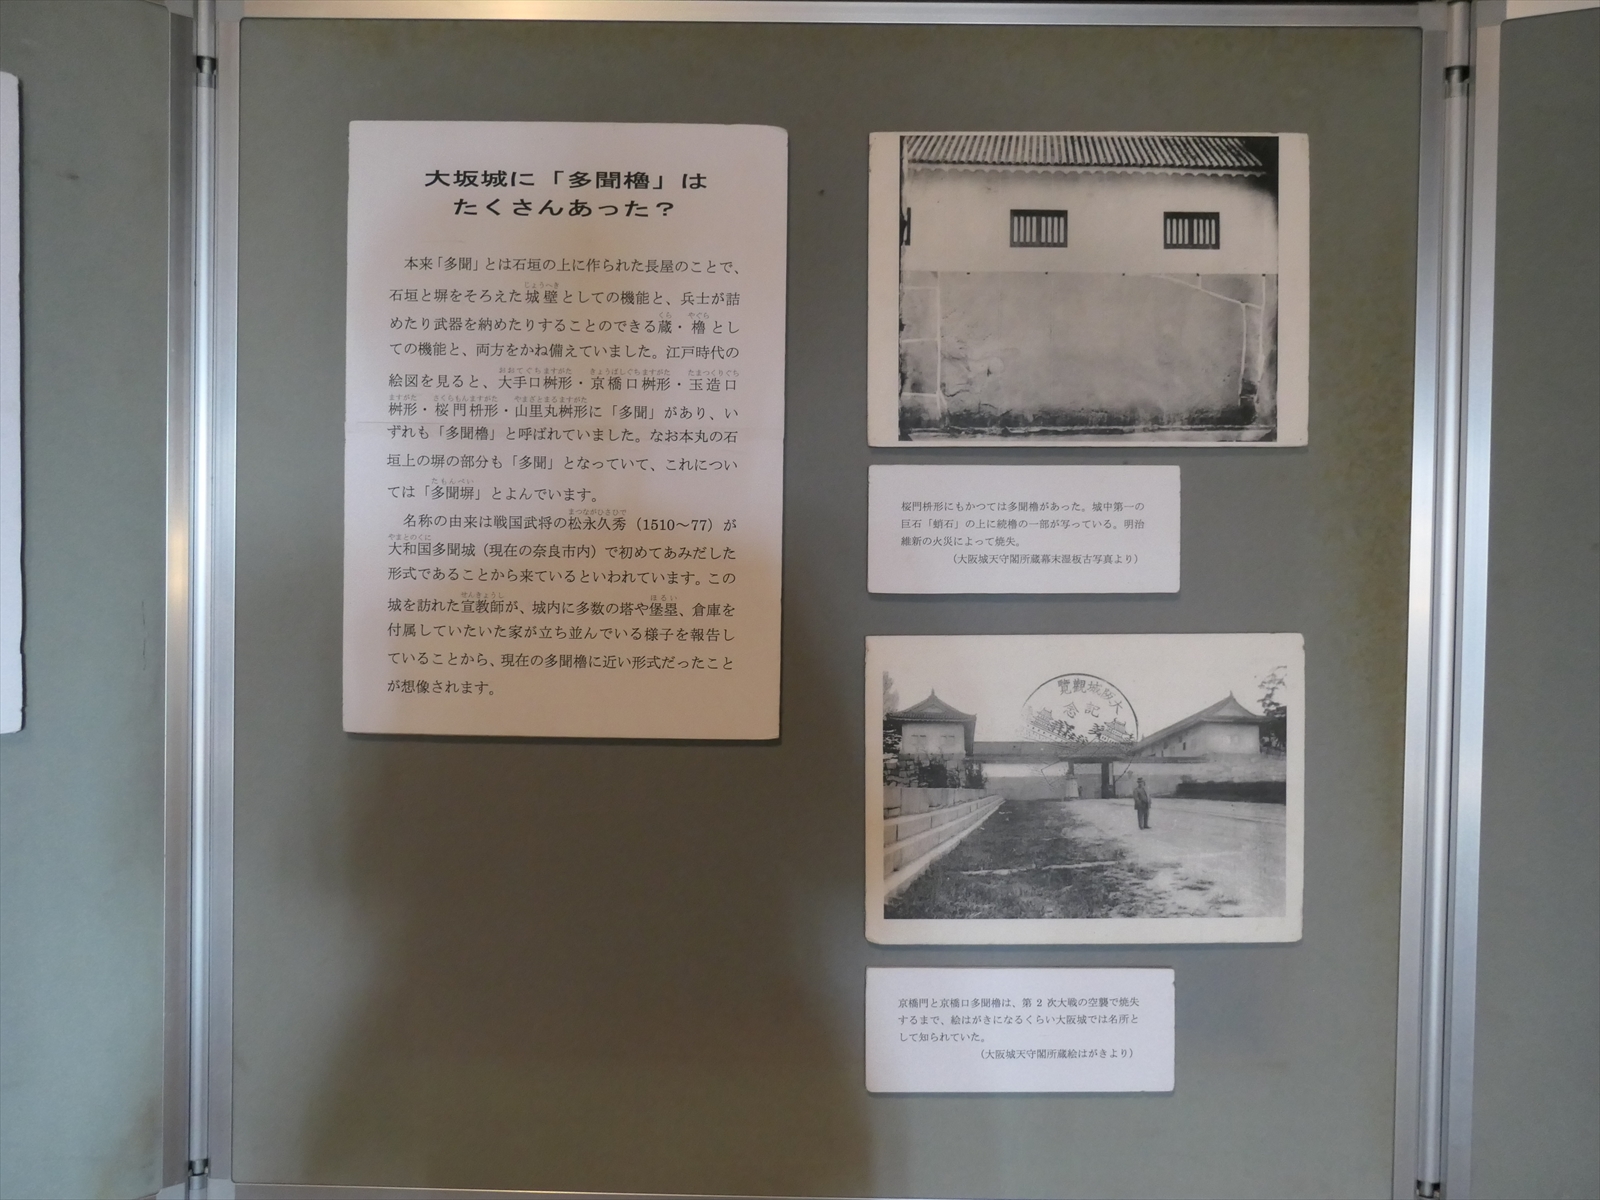 大坂城に「多聞櫓」は
たくさんあった？
本来「多聞」とは石垣の上に作られた長屋のことで、
石垣と塀をそろえた城壁としての機能と、兵士が詰
めたり武器を納めたりすることのできる蔵・櫓とし
ての機能と、両方をかね備えていました。江戸時代の
絵図を見ると、大手口桝形・京橋口桝形・玉造口
桝形・桜門枡形・山里丸桝形に「多聞」があり、い
ずれも「多聞櫓」と呼ばれていました。なお本丸の石
垣上の塀の部分も「多聞」となっていて、これについ
ては「多聞塀」とよんでいます。
名称の由来は戦国武将の松永久秀（1510〜77）が
大和国多聞城（現在の奈良市内）で初めてあみだした
形式であることから来ているといわれています。この
城を訪れた宣教師が、城内に多数の塔や堡塁、倉庫を
付属していたいた家が立ち並んでいる様子を報告し
ていることから、現在の多聞櫓に近い形式だったこと
が想像されます。
桜門枡形にもかつては多聞櫓があった。城中第一の
巨石「蛸石」の上に続櫓の一部が写っている。明治
維新の火災によって焼失。
（大阪城天守閣所蔵幕末湿板古写真より）
大阪城観覧
記念
京橋門と京橋口多聞櫓は、第2次大戦の空襲で焼失
するまで、絵はがきになるくらい大阪城では名所と
して知られていた。
（大阪城天守閣所蔵絵はがきより）